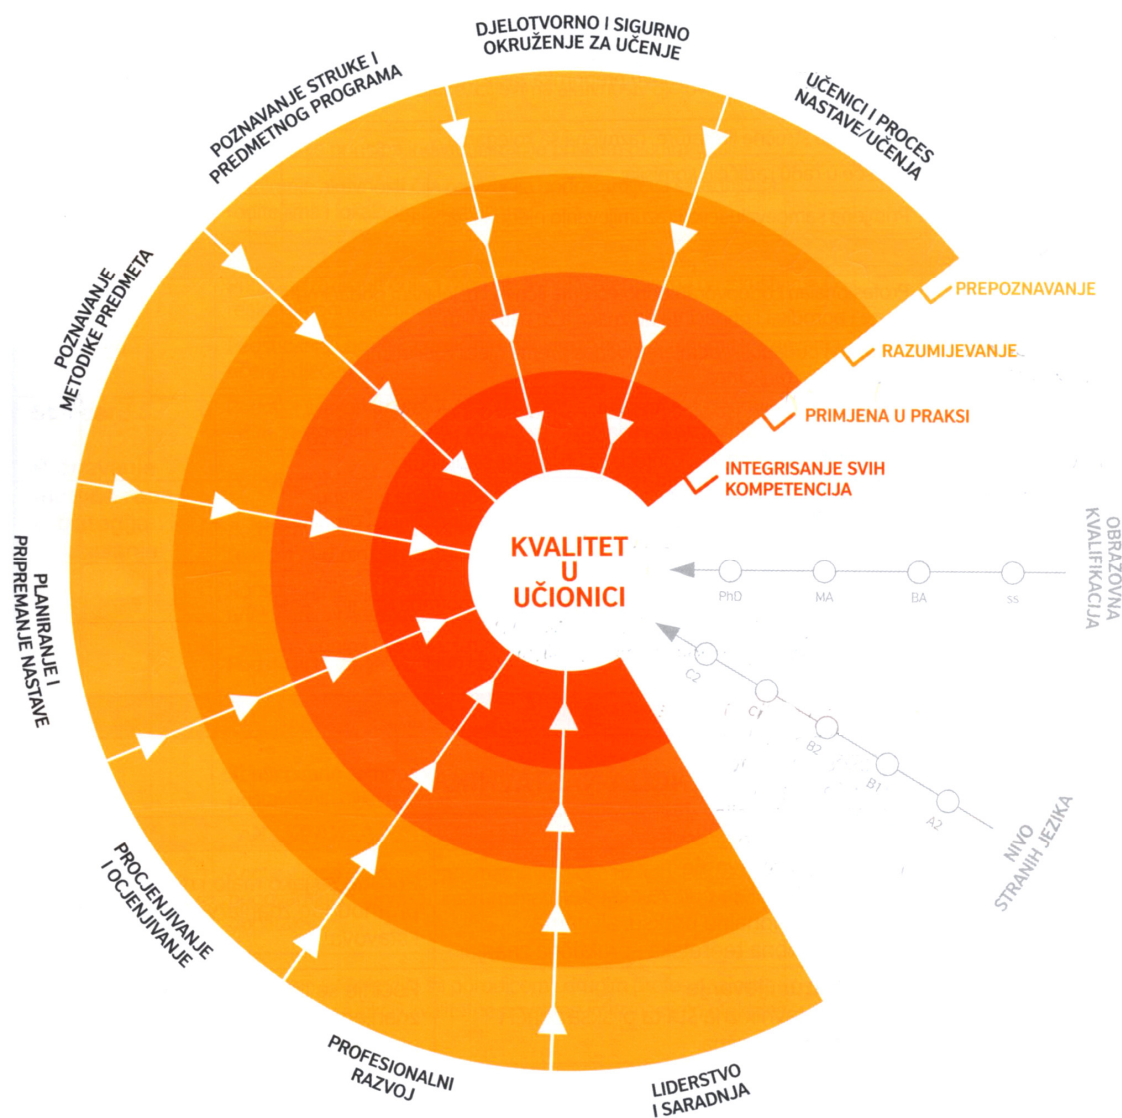 DJELOTVORNO I SIGURNO
OKRUŽENJE ZA UČENJE
UČENICI I PROCES
NASTAVE/UČENJA
POZNAVANJE STRUKE I
PREDMETNOG PROGRAMA
POZNAVANJE
METODIKE PREDMETA
PLANIRANJE I
PRIPREMANJE NASTAVE
PROCJENJIVANJE
I OCJENJIVANJE
PROFESIONALNI
RAZVOJ
LIDERSTVO
I SARADNJA
PREPOZNAVANJE
RAZUMIJEVANJE
PRIMJENA U PRAKSI
INTEGRISANJE SVIH
KOMPETENCIJA
KVALITET
U
UČIONICI
OBRAZOVNA
KVALIFIKACIJA
PhD
MA
BA
ss
NIVO
STRANIH JEZIKA
C2
C1
B2
B1
A2